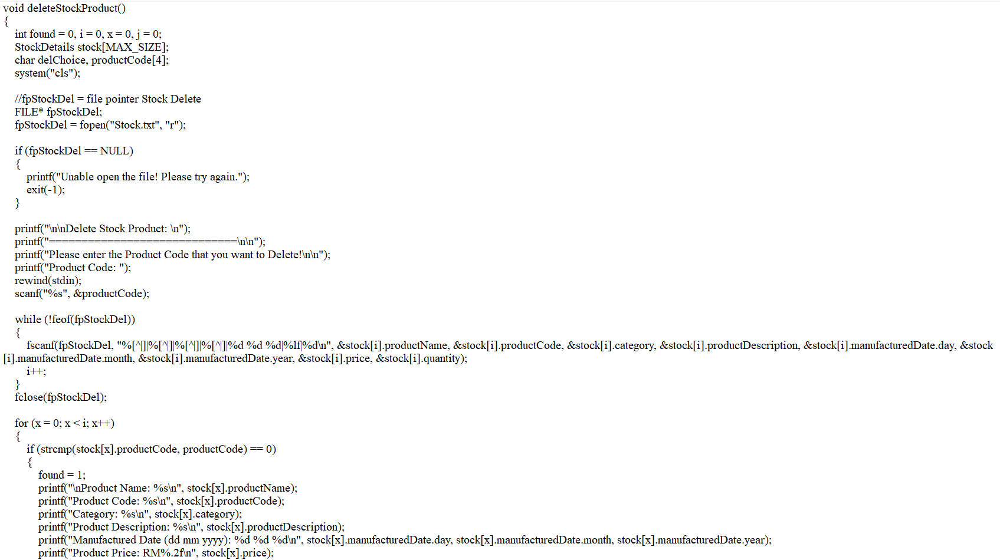 void deleteStockProduct()
{
    int found = 0, i = 0, x = 0, j = 0;
    StockDetails stock[MAX_SIZE];
    char delChoice, productCode[4];
    system("cls");

    //fpStockDel = file pointer Stock Delete
    FILE* fpStockDel;
    fpStockDel = fopen("Stock.txt", "r");

    if (fpStockDel == NULL)
    {
        printf("Unable open the file! Please try again.");
        exit(-1);
    }

    printf("\n\nDelete Stock Product: \n");
    printf("=============================\n\n");
    printf("Please enter the Product Code that you want to Delete!\n\n");
    printf("Product Code: ");
    rewind(stdin);
    scanf("%s", &productCode);

    while (!feof(fpStockDel))
    {
        fscanf(fpStockDel, "%[^|]|%[^|]|%[^|]|%[^|]|%d %d %d|%lf|%d\n", &stock[i].productName, &stock[i].productCode, &stock[i].category, &stock[i].productDescription, &stock[i].manufacturedDate.day, &stock
[i].manufacturedDate.month, &stock[i].manufacturedDate.year, &stock[i].price, &stock[i].quantity);
        i++;
    }
    fclose(fpStockDel);

    for (x = 0; x < i; x++)
    {
        if (strcmp(stock[x].productCode, productCode) == 0)
        {
            found = 1;
            printf("\nProduct Name: %s\n", stock[x].productName);
            printf("Product Code: %s\n", stock[x].productCode);
            printf("Category: %s\n", stock[x].category);
            printf("Product Description: %s\n", stock[x].productDescription);
            printf("Manufactured Date (dd mm yyyy): %d %d %d\n", stock[x].manufacturedDate.day, stock[x].manufacturedDate.month, stock[x].manufacturedDate.year);
            printf("Product Price: RM%.2f\n", stock[x].price);